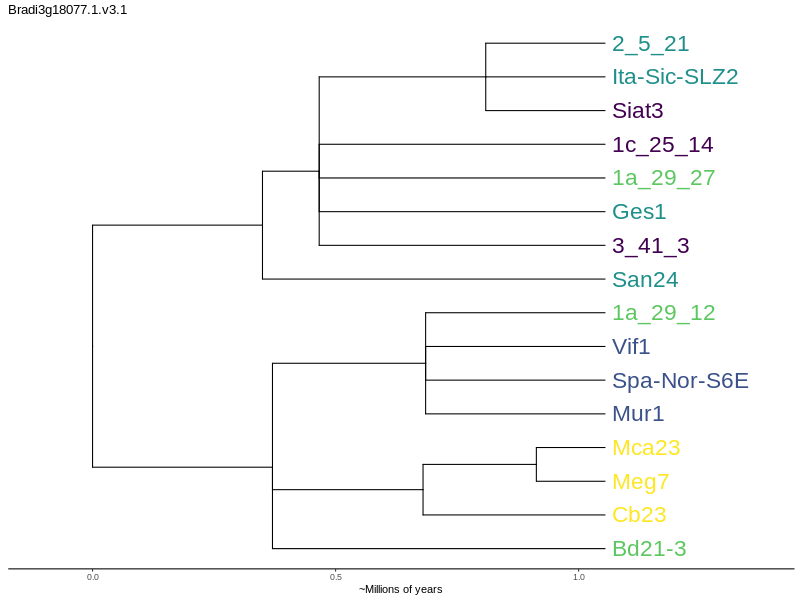 Bradi3g18077.1.v3.1
2_5_21
Ita-Sic-SLZ2
Siat3
1c_25_14
1a_29_27
Ges1
3_41_3
San24
1a_29_12
Vif1
Spa-Nor-S6E
Mur1
Mca23
Meg7
Cb23
Bd21-3
0.0 0.5 1.0
~Millions of years